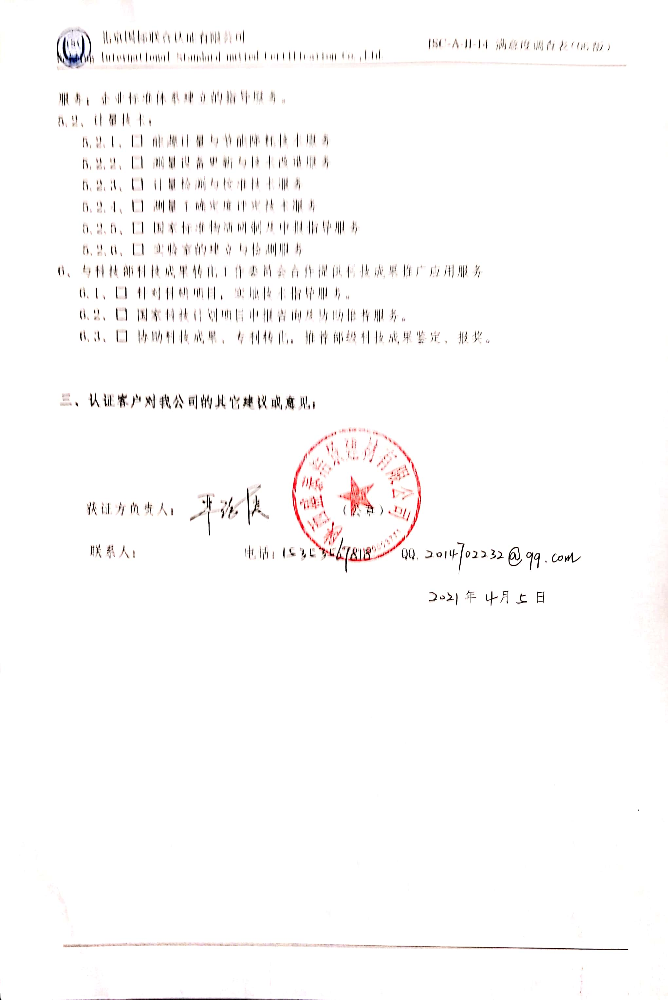 北京国标联合认证有限公司
ISC-A-II-14 满意度调查表(06版)
International Standard united Certification Co.,Ltd.
服务；企业标准体系建立的指导服务。
5.2、计量技术：
5.2.1、□ 能源计量与节能降耗技术服务
5.2.2、□ 测量设备更新与技术改造服务
5.2.3、□ 计量检测与校准技术服务
5.2.4、□ 测量不确定度评定技术服务
5.2.5、□ 国家标准物质研制及申报指导服务
5.2.6、□ 实验室的建立与检测服务
6、与科技部科技成果转化工作委员会合作提供科技成果推广应用服务
6.1、□ 针对科研项目，实地技术指导服务。
6.2、□ 国家科技计划项目申报咨询及协助推荐服务。
6.3、□ 协助科技成果、专利转化，推荐部级科技成果鉴定、报奖。
三、认证客户对我公司的其它建议或意见：
建材有限公司
获证方负责人：
（公章）
联系人：
电话：15353567818
QQ. 2014702232@qq.com
2021年4月5日